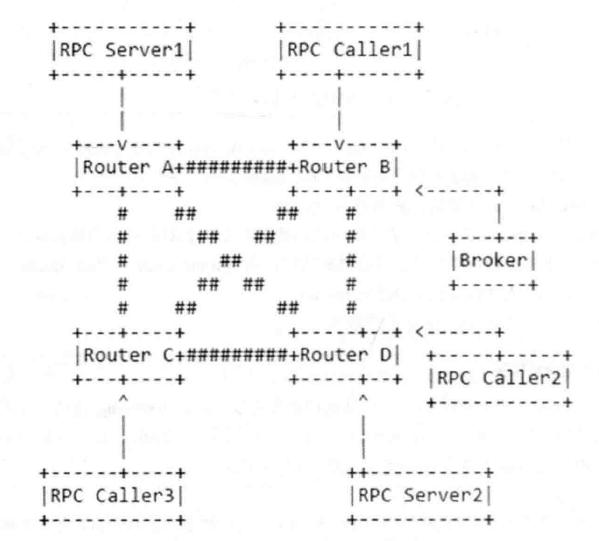 RPC Server1 RPC Caller1
Router A Router B
Broker
Router C Router D
RPC Caller2
RPC Caller3 RPC Server2